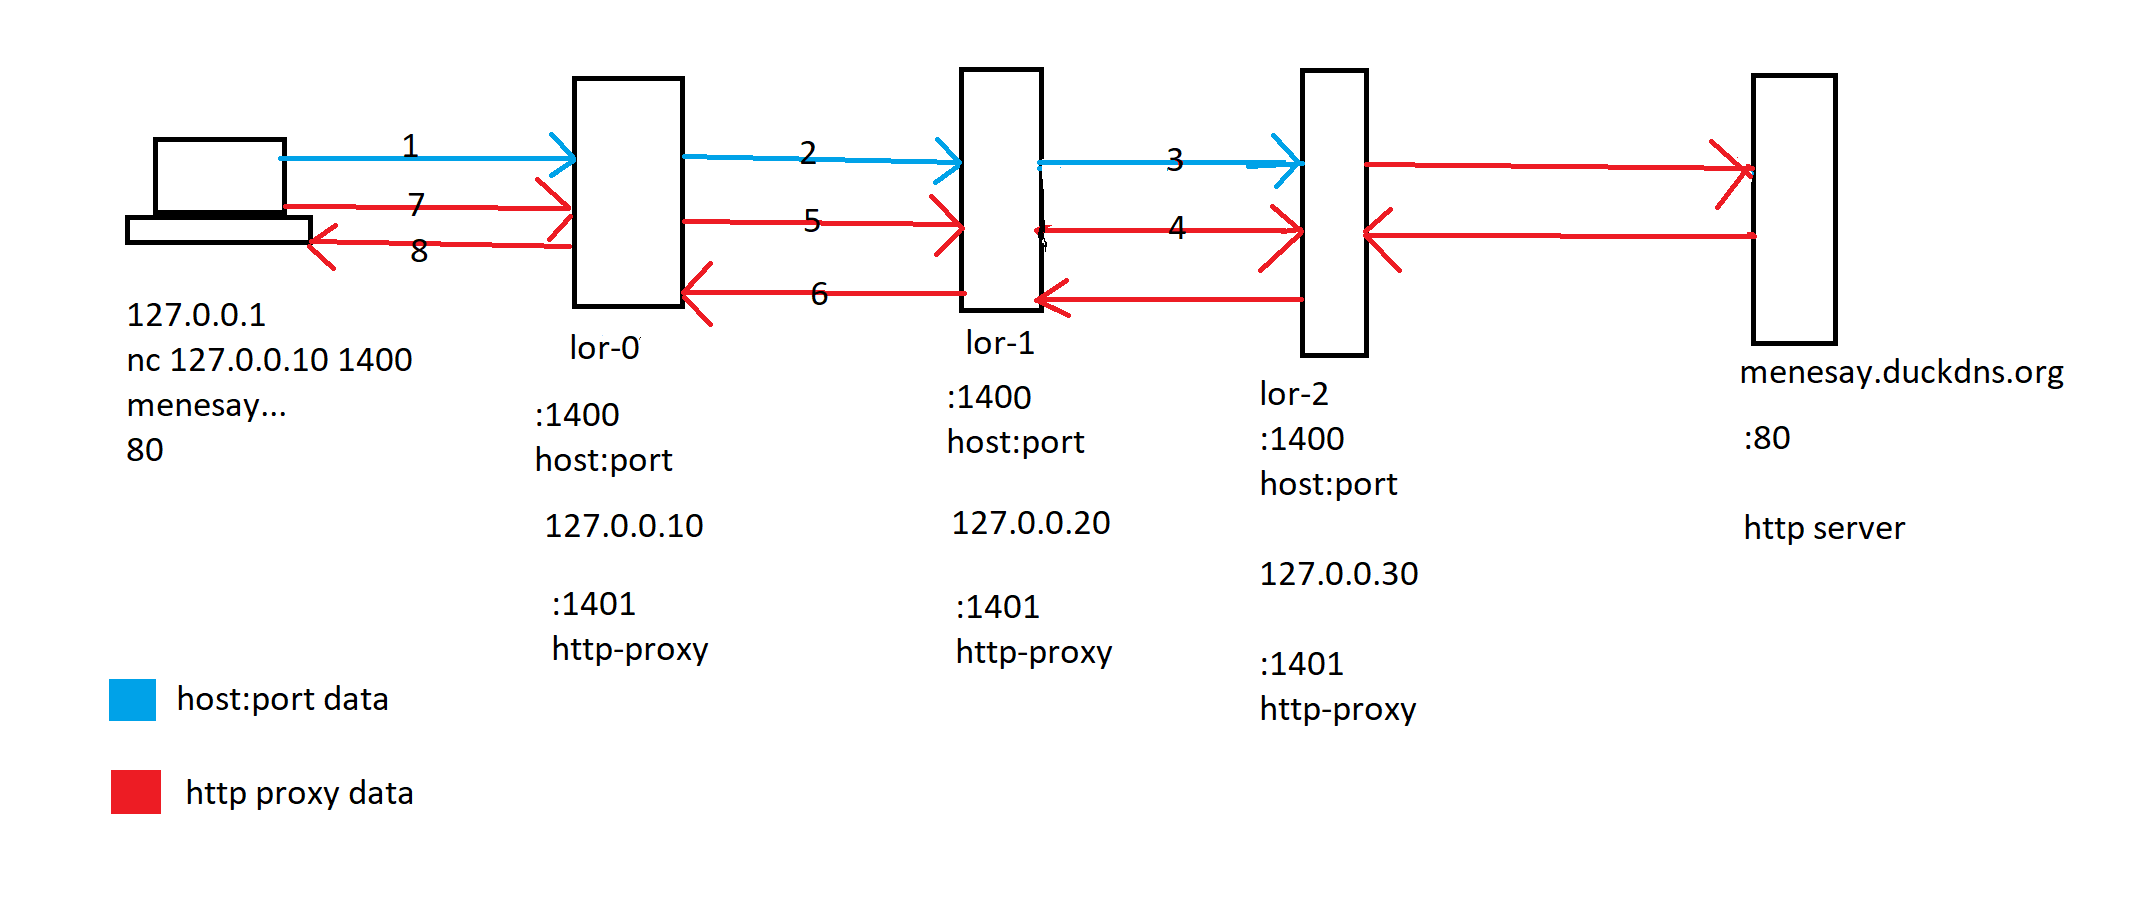 1
2
3
7
5
4
8
6
127.0.0.1
nc 127.0.0.10 1400
menesay...
80
lor-0
:1400
host:port
127.0.0.10
:1401
http-proxy
lor-1
:1400
host:port
127.0.0.20
:1401
http-proxy
lor-2
:1400
host:port
127.0.0.30
:1401
http-proxy
menesay.duckdns.org
:80
http server
host:port data
http proxy data